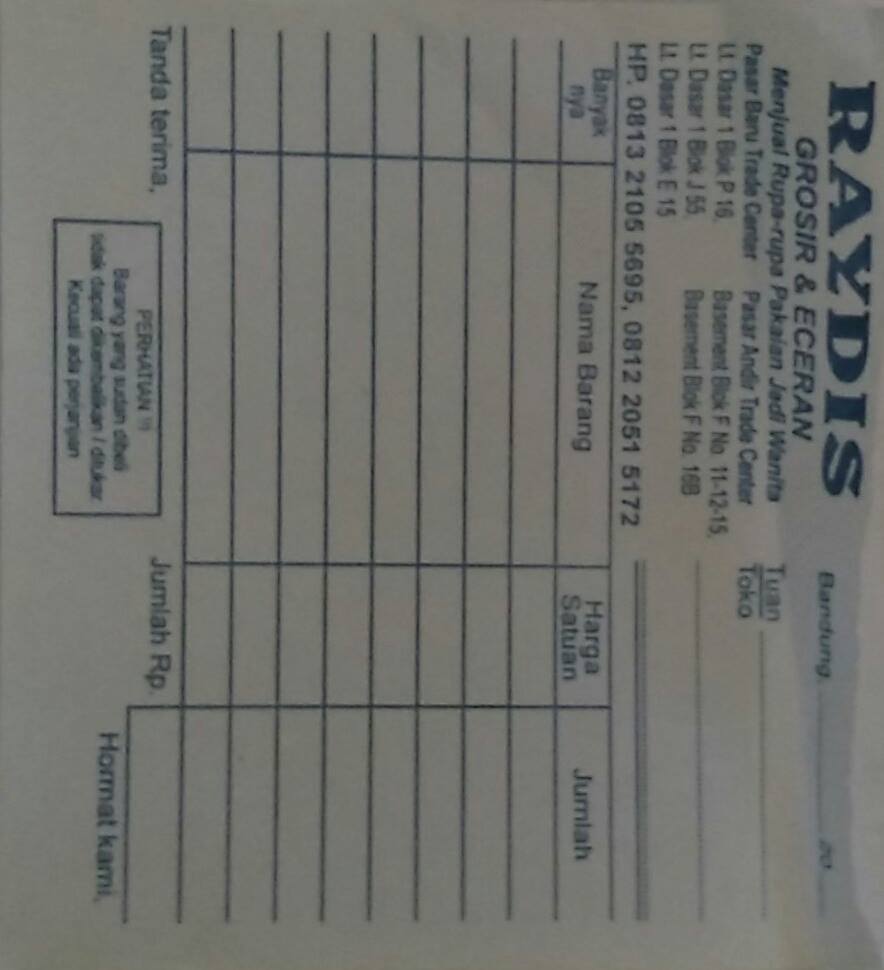 RAYDIS
GROSIR & ECERAN
Menjual Rupa-rupa Pakaian Jadi Wanita
Pasar Baru Trade Center
Lt. Dasar 1 Blok P 16,
Lt. Dasar 1 Blok J 55,
Lt. Dasar 1 Blok E 15
Pasar Andir Trade Center
Basement Blok F No. 11-12-15,
Basement Blok F No. 16B
HP. 0813 2105 5695, 0812 2051 5172
Bandung, 20
Tuan
Toko
Banyak
nya
Nama Barang
Harga
Satuan
Jumlah
Tanda terima,
Jumlah Rp.
PERHATIAN !!!
Barang yang sudah dibeli
tidak dapat dikembalikan / ditukar
Kecuali ada perjanjian
Hormat kami,